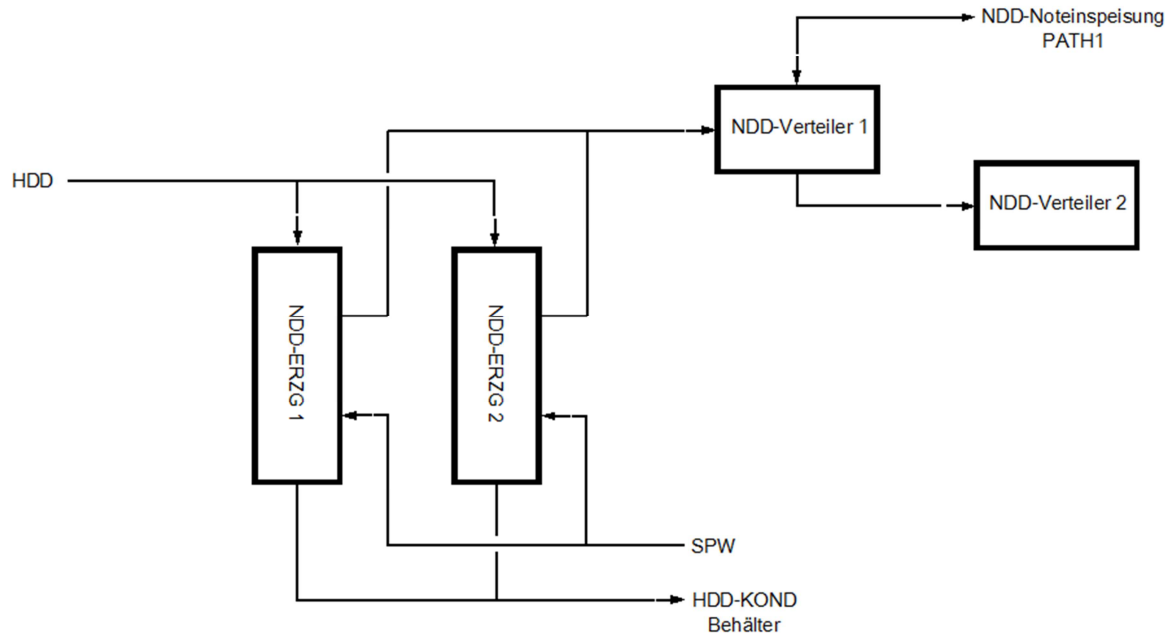 NDD-Noteinspeisung
PATH1
NDD-Verteiler 1
HDD
NDD-Verteiler 2
NDD-ERZG 1
NDD-ERZG 2
SPW
HDD-KOND
Behälter